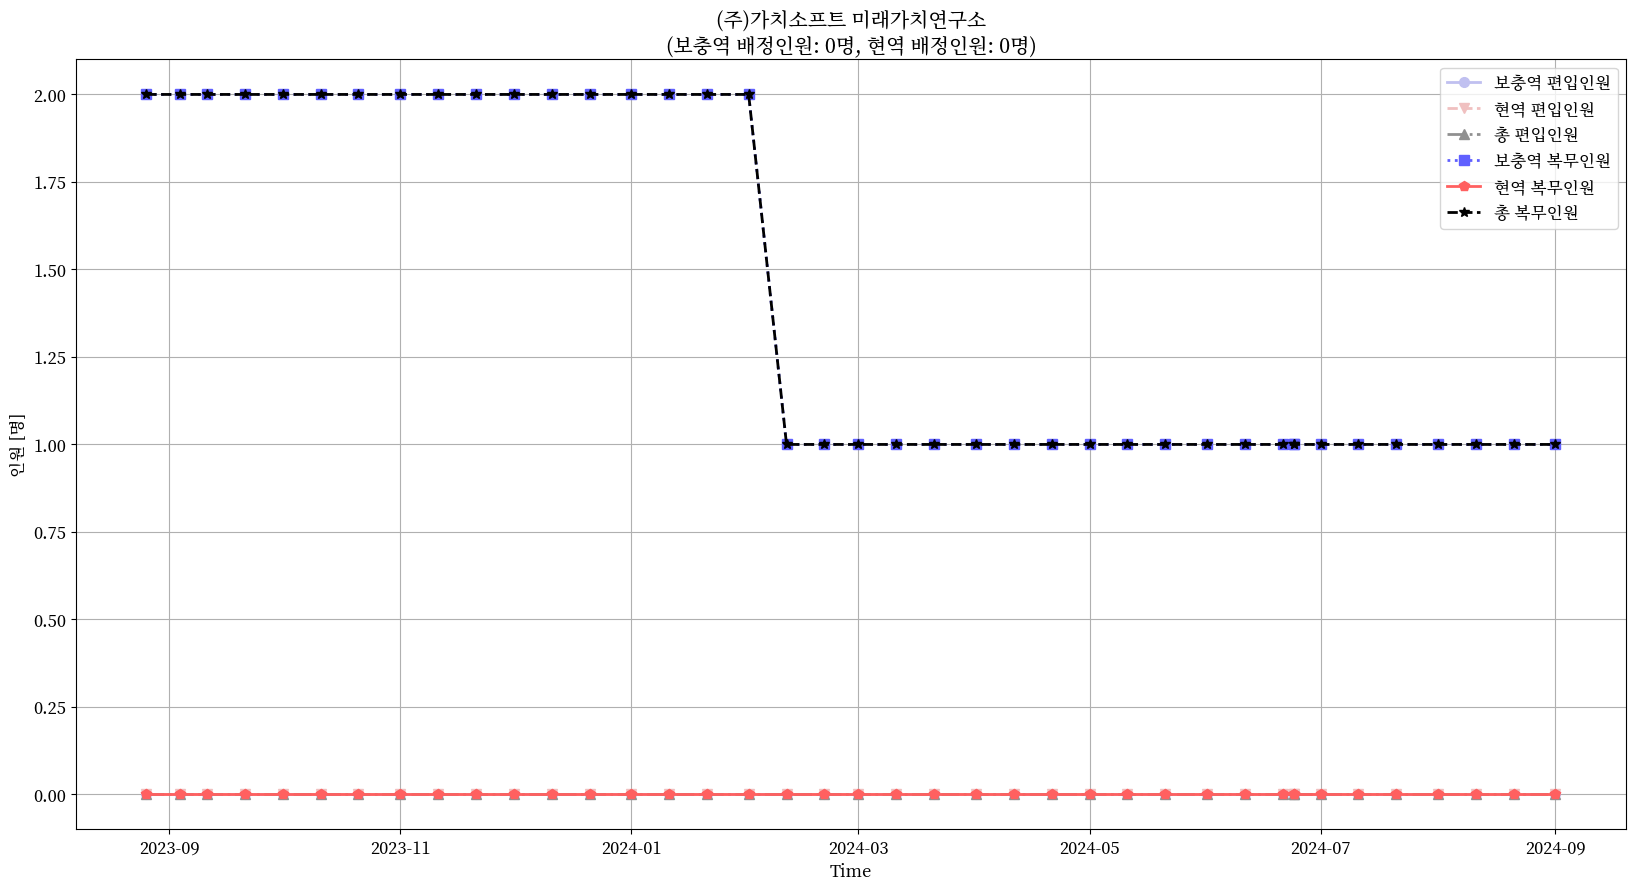 (주)가치소프트 미래가치연구소
(보충역 배정인원: 0명, 현역 배정인원: 0명)
보충역 편입인원
현역 편입인원
총 편입인원
보충역 복무인원
현역 복무인원
총 복무인원
인원 [명]
2.00
1.75
1.50
1.25
1.00
0.75
0.50
0.25
0.00
2023-09
2023-11
2024-01
2024-03
2024-05
2024-07
2024-09
Time